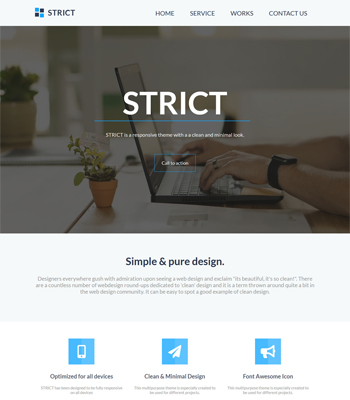 STRICT
HOME SERVICE WORKS CONTACT US
STRICT
STRICT is a responsive theme with a a clean and minimal look.
Call to action
Simple & pure design.
Designers everywhere gush with admiration upon seeing a web design and exclaim "Its beautiful, it's so clean!". There
are a countless number of webdesign round-ups dedicated to 'clean' design and it is a term thrown around quite a bit in
the web design community. It can be easy to spot a good example of clean design.
Optimized for all devices
STRICT has been designed to be fully responsive
on all devices
Clean & Minimal Design
This multipurpose theme is especially created to
be used for different projects.
Font Awesome Icon
This multipurpose theme is especially created to
be used for different projects.